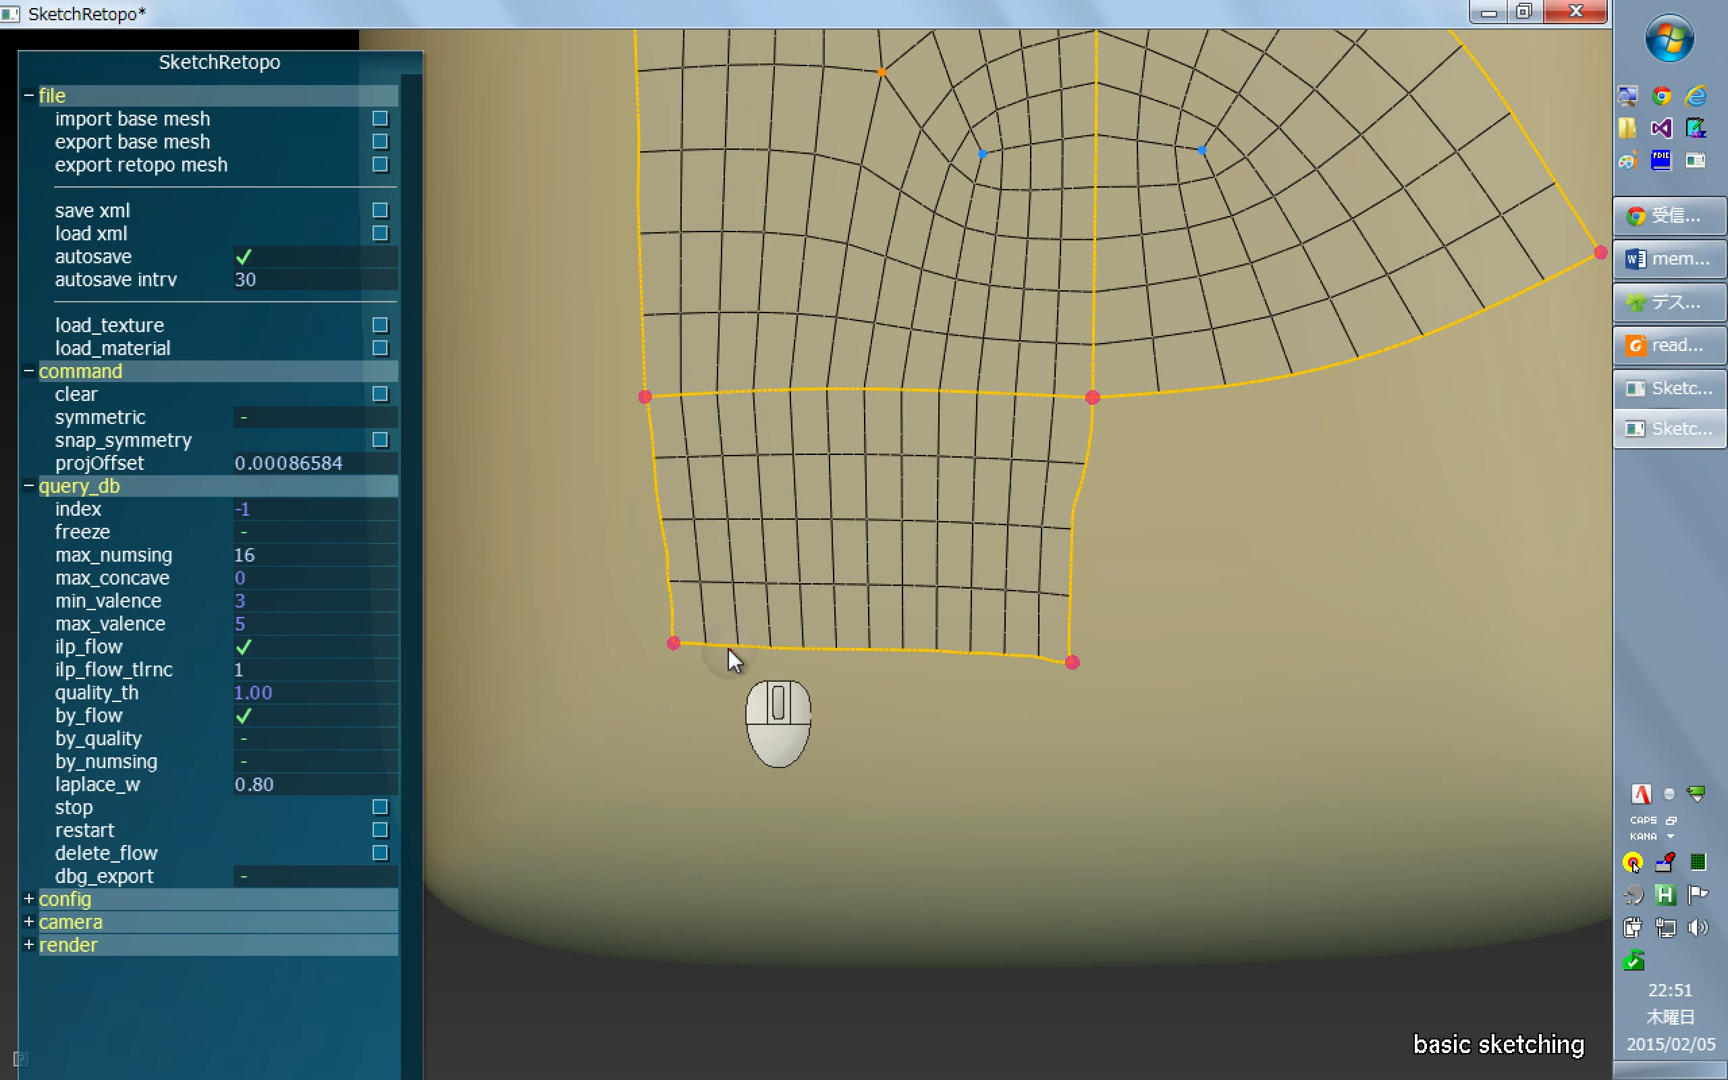 SketchRetopo*
SketchRetopo
− file
import base mesh
export base mesh
export retopo mesh
save xml
load xml
autosave ✓
autosave intrv 30
load_texture
load_material
− command
clear
symmetric -
snap_symmetry
projOffset 0.00086584
− query_db
index -1
freeze -
max_numsing 16
max_concave 0
min_valence 3
max_valence 5
ilp_flow ✓
ilp_flow_tlrnc 1
quality_th 1.00
by_flow ✓
by_quality -
by_numsing -
laplace_w 0.80
stop
restart
delete_flow
dbg_export -
+ config
+ camera
+ render
basic sketching
受信...
mem...
デス...
read...
Sketc...
Sketc...
CAPS
KANA
22:51
木曜日
2015/02/05